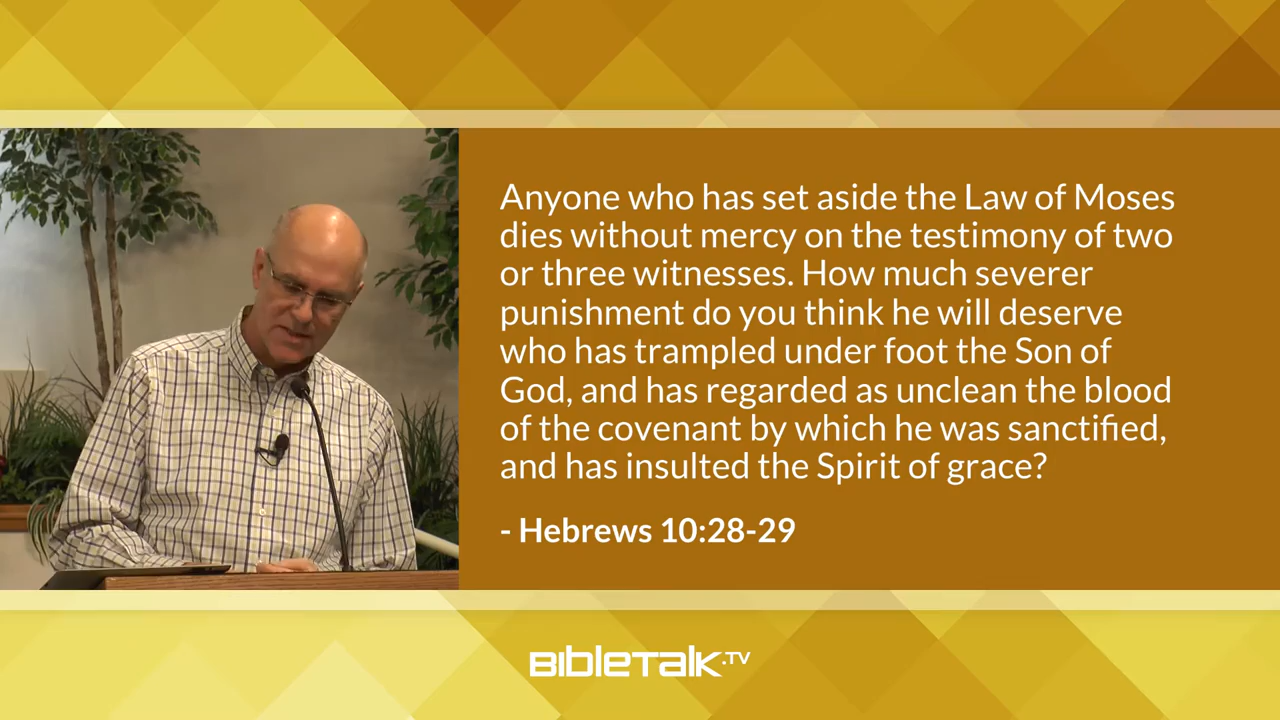 Anyone who has set aside the Law of Moses
dies without mercy on the testimony of two
or three witnesses. How much severer
punishment do you think he will deserve
who has trampled under foot the Son of
God, and has regarded as unclean the blood
of the covenant by which he was sanctified,
and has insulted the Spirit of grace?
- Hebrews 10:28-29
BIBLETALK.TV